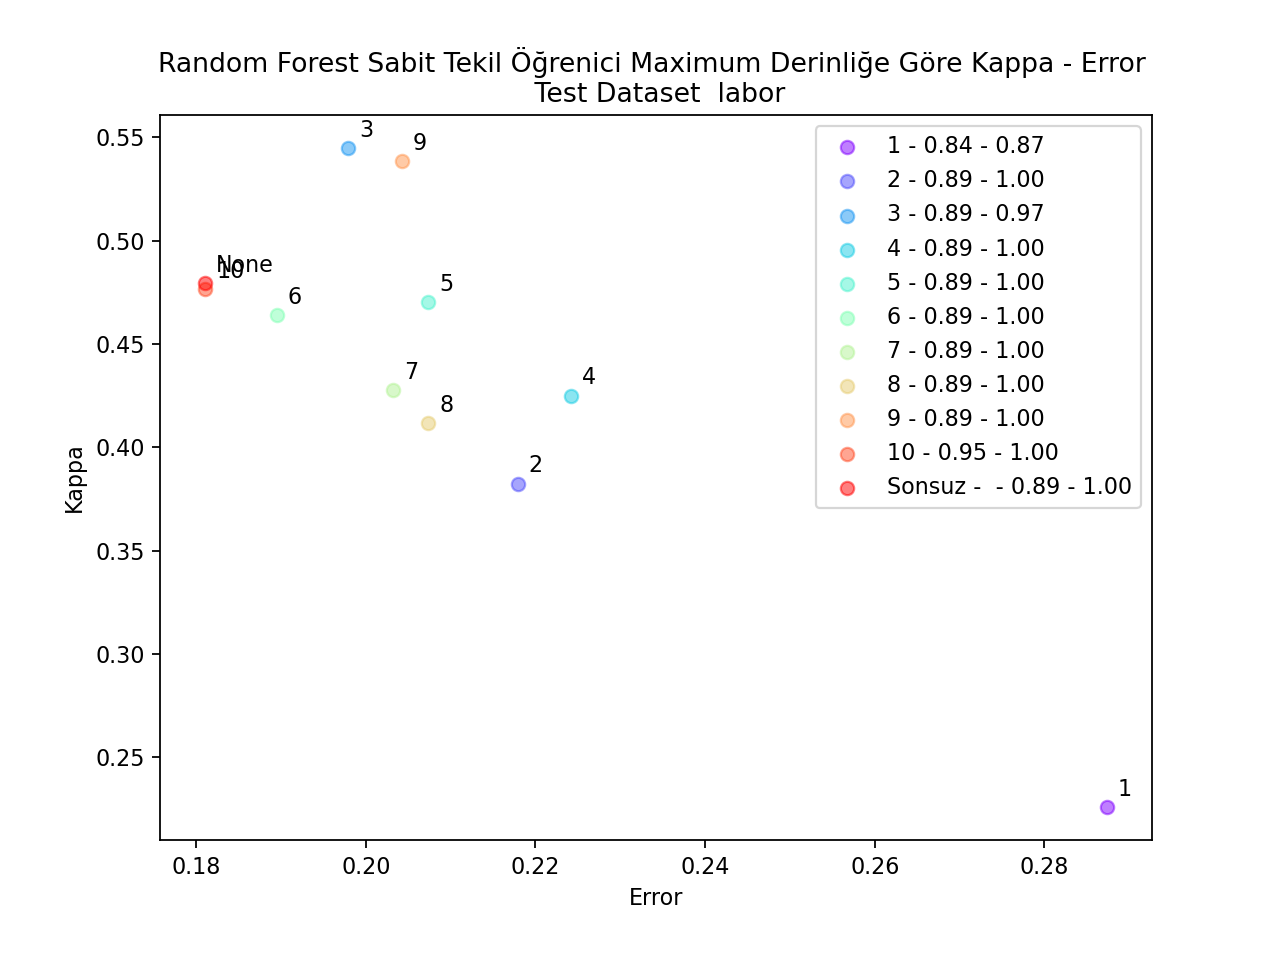 Random Forest Sabit Tekil Öğrenici Maximum Derinliğe Göre Kappa - Error
Test Dataset  labor
3
9
None
10
6
5
7
8
4
2
1
1 - 0.84 - 0.87
2 - 0.89 - 1.00
3 - 0.89 - 0.97
4 - 0.89 - 1.00
5 - 0.89 - 1.00
6 - 0.89 - 1.00
7 - 0.89 - 1.00
8 - 0.89 - 1.00
9 - 0.89 - 1.00
10 - 0.95 - 1.00
Sonsuz -  - 0.89 - 1.00
Kappa
0.55
0.50
0.45
0.40
0.35
0.30
0.25
0.18 0.20 0.22 0.24 0.26 0.28
Error